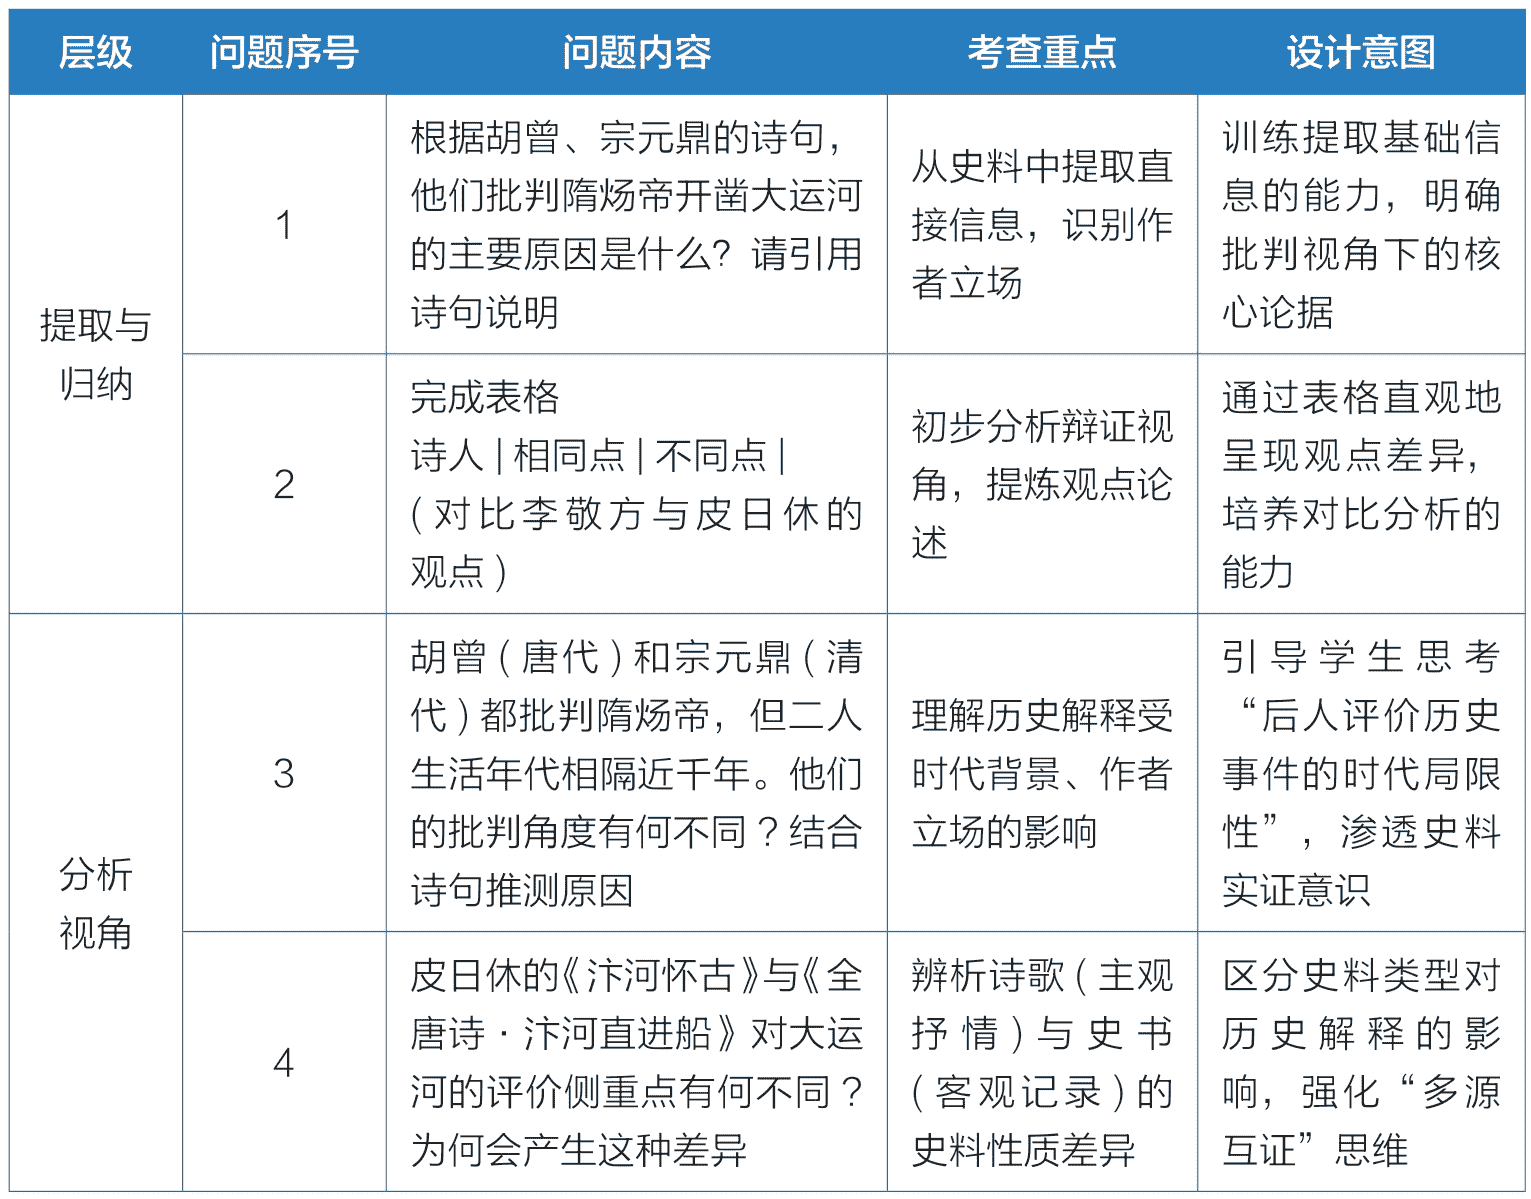 层级 问题序号 问题内容 考查重点 设计意图
提取与
归纳
1
根据胡曾、宗元鼎的诗句，
他们批判隋炀帝开凿大运河
的主要原因是什么？请引用
诗句说明
从史料中提取直
接信息，识别作
者立场
训练提取基础信
息的能力，明确
批判视角下的核
心论据
2
完成表格
诗人|相同点|不同点|
(对比李敬方与皮日休的
观点)
初步分析辩证视
角，提炼观点论
述
通过表格直观地
呈现观点差异，
培养对比分析的
能力
分析
视角
3
胡曾(唐代)和宗元鼎(清
代)都批判隋炀帝，但二人
生活年代相隔近千年。他们
的批判角度有何不同？结合
诗句推测原因
理解历史解释受
时代背景、作者
立场的影响
引导学生思考
“后人评价历史
事件的时代局限
性”，渗透史料
实证意识
4
皮日休的《汴河怀古》与《全
唐诗·汴河直进船》对大运
河的评价侧重点有何不同？
为何会产生这种差异
辨析诗歌(主观
抒情)与史书
(客观记录)的
史料性质差异
区分史料类型对
历史解释的影
响，强化“多源
互证”思维